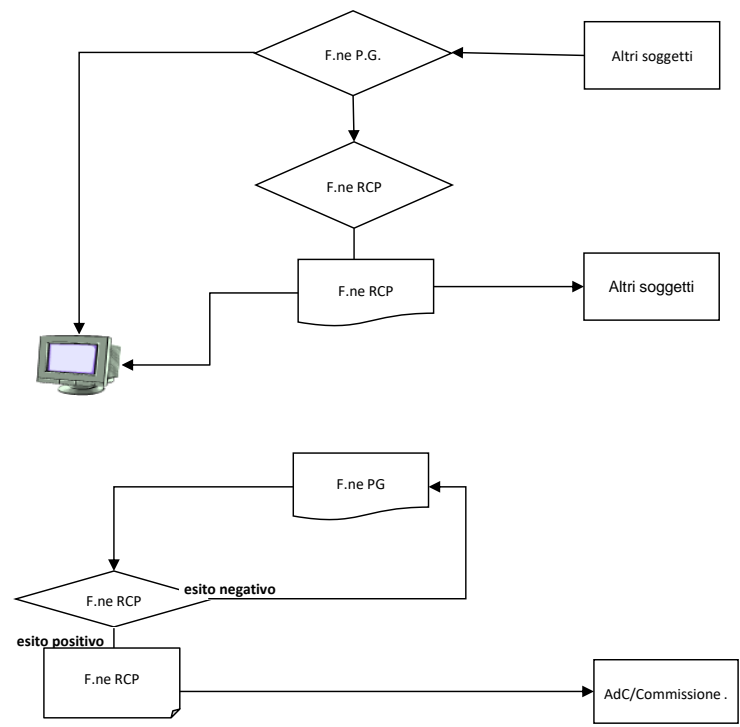 F.ne P.G.
Altri soggetti
F.ne RCP
F.ne RCP
Altri soggetti
F.ne PG
esito negativo
F.ne RCP
esito positivo
F.ne RCP
AdC/Commissione .